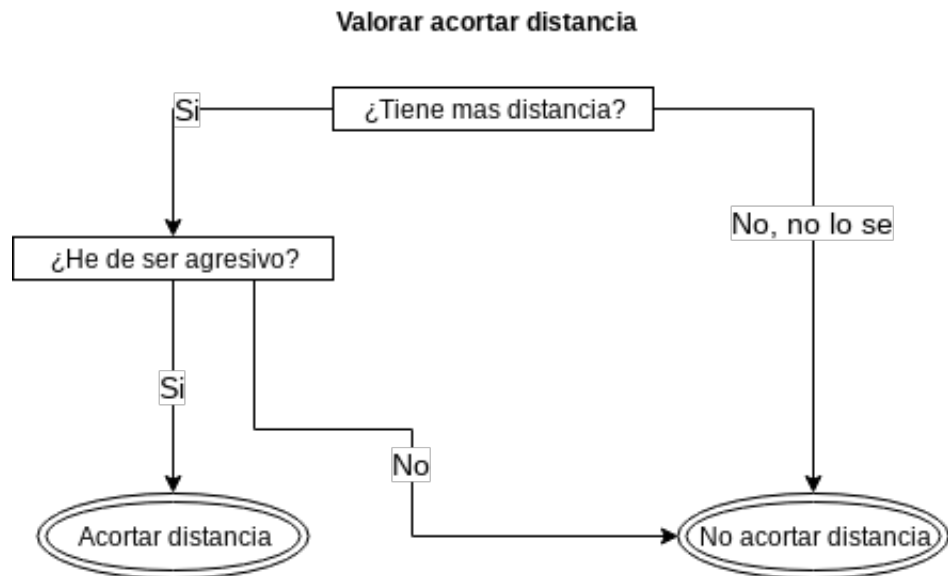 Valorar acortar distancia
¿Tiene mas distancia?
Si
No, no lo se
¿He de ser agresivo?
Si
No
Acortar distancia
No acortar distancia